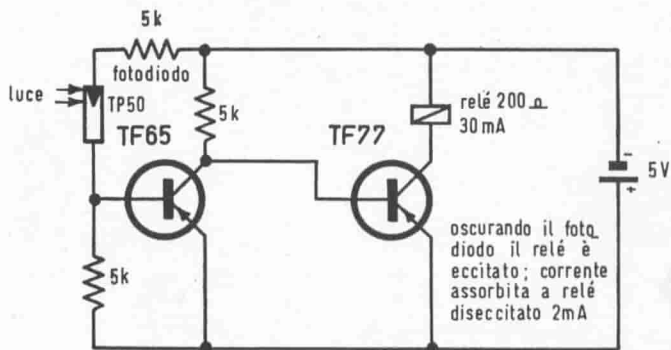 5k
fotodiodo
luce
TP50
TF65
5k
TF77
relé 200 Ω
30 mA
-
5V
+
5k
oscurando il foto_
diodo il relé è
eccitato; corrente
assorbita a relé
diseccitato 2mA